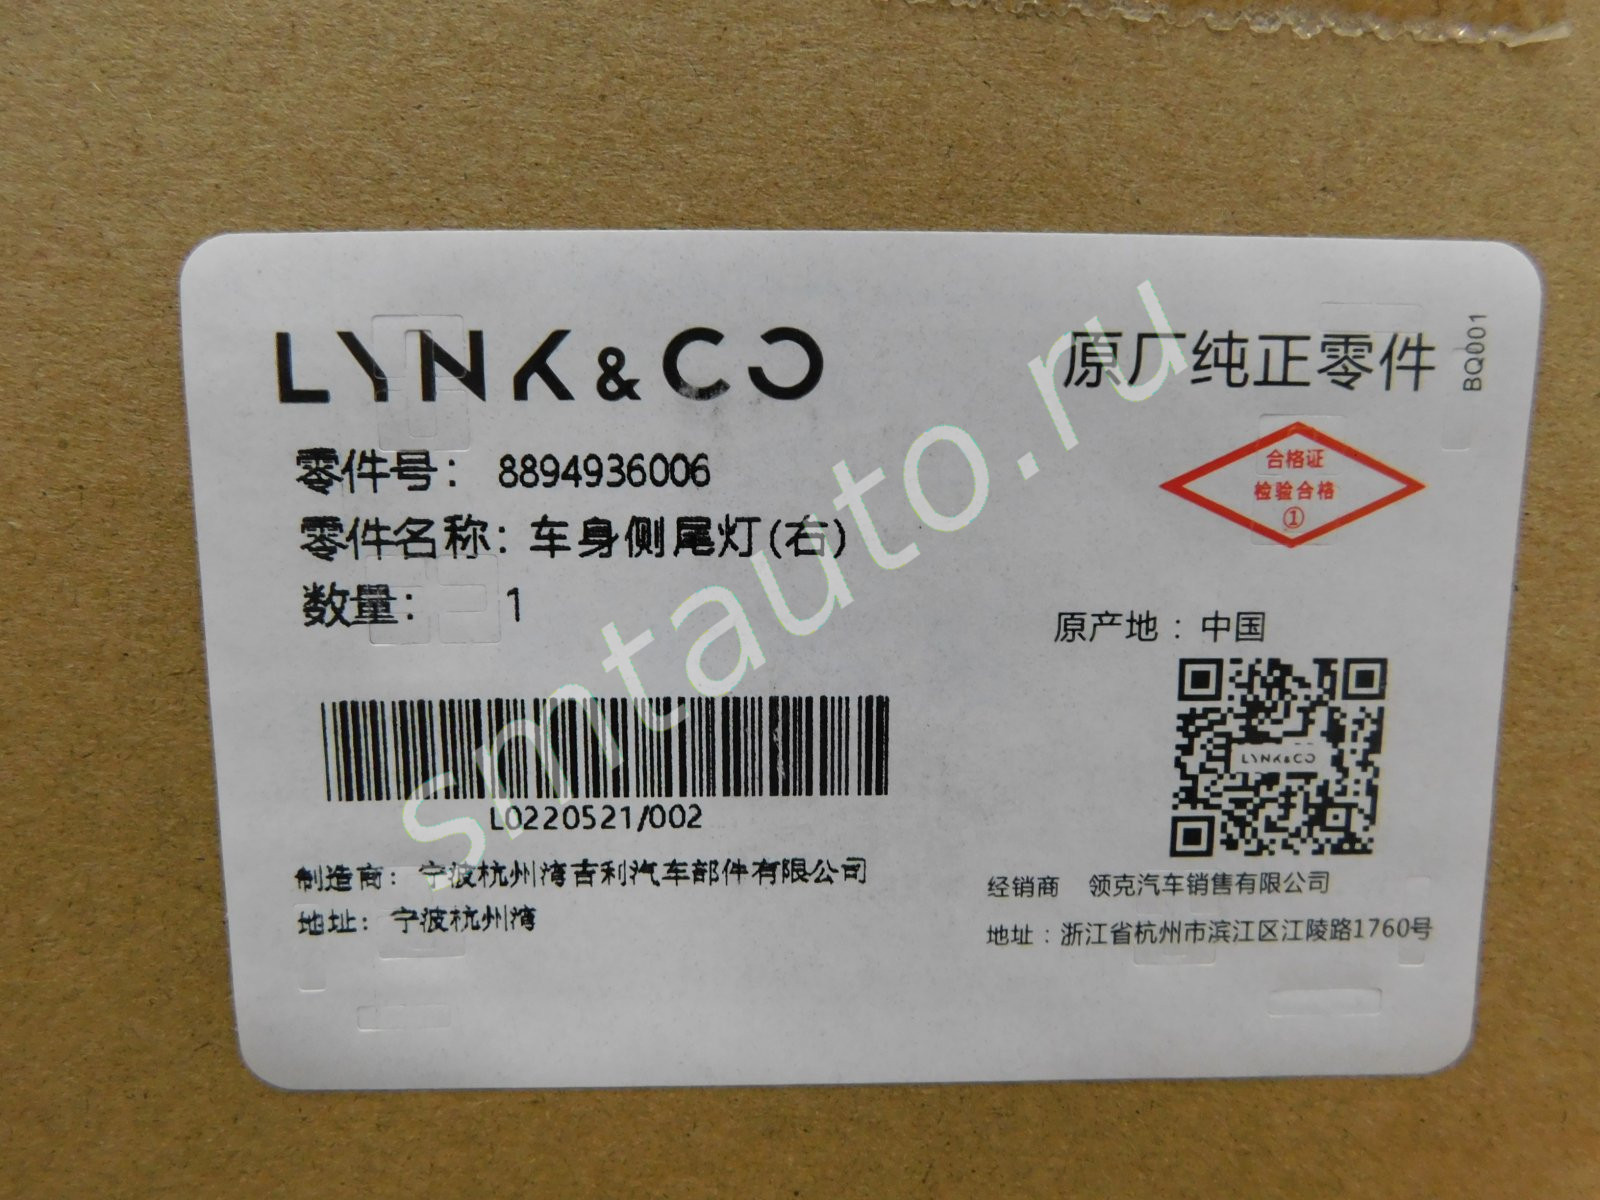 LYNK&CO
原厂纯正零件
BQ001
零件号： 8894936006
合格证
检验合格
①
零件名称：车身侧尾灯(右)
数量： 1
原产地：中国
LYNK&CO
L0220521/002
制造商： 宁波杭州湾吉利汽车部件有限公司
地址： 宁波杭州湾
经销商 领克汽车销售有限公司
地址：浙江省杭州市滨江区江陵路1760号
smtauto.ru